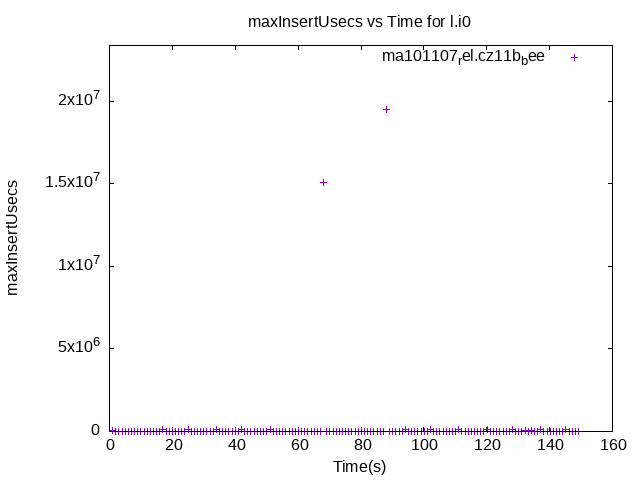 maxInsertUsecs vs Time for l.i0
ma101107rel.cz11bbee
2x10^7
1.5x10^7
1x10^7
5x10^6
0
maxInsertUsecs
0 20 40 60 80 100 120 140 160
Time(s)